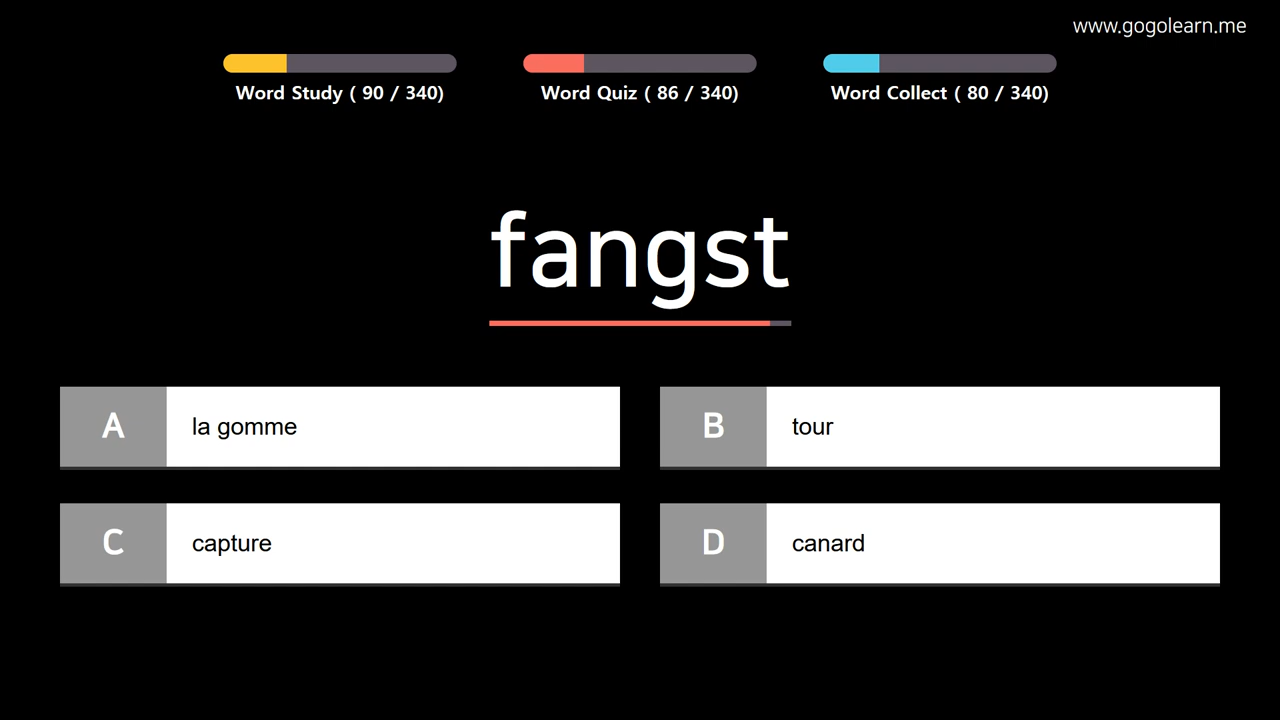 www.gogolearn.me
Word Study ( 90 / 340)
Word Quiz ( 86 / 340)
Word Collect ( 80 / 340)
fangst
A
la gomme
B
tour
C
capture
D
canard